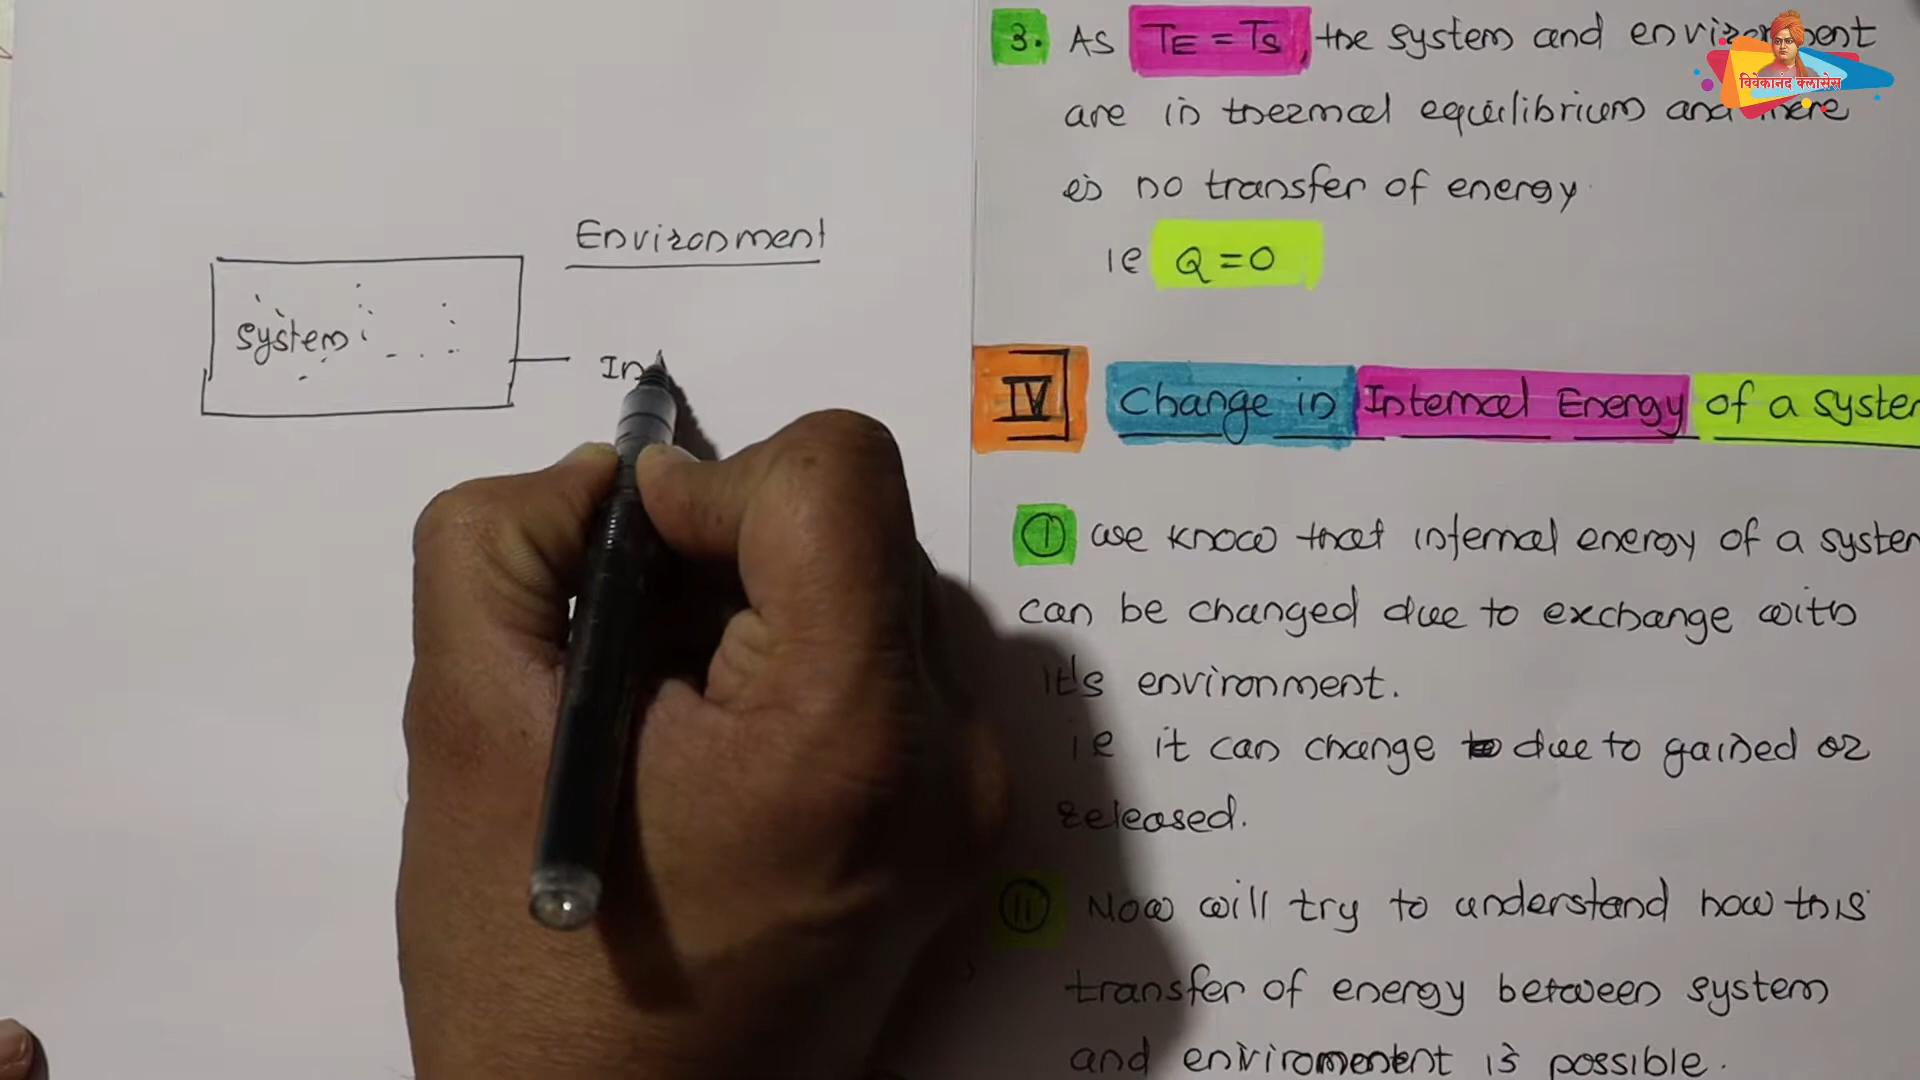 Environment
System
In
3. As TE = TS, the system and environment
are in thermal equilibrium and there
is no transfer of energy.
ie Q = 0
IV Change in Internal Energy of a system
I We know that internal energy of a system
can be changed due to exchange with
it's environment.
ie it can change due to gained or
released.
II Now will try to understand how this
transfer of energy between system
and environment is possible.
विवेकानंद क्लासेस